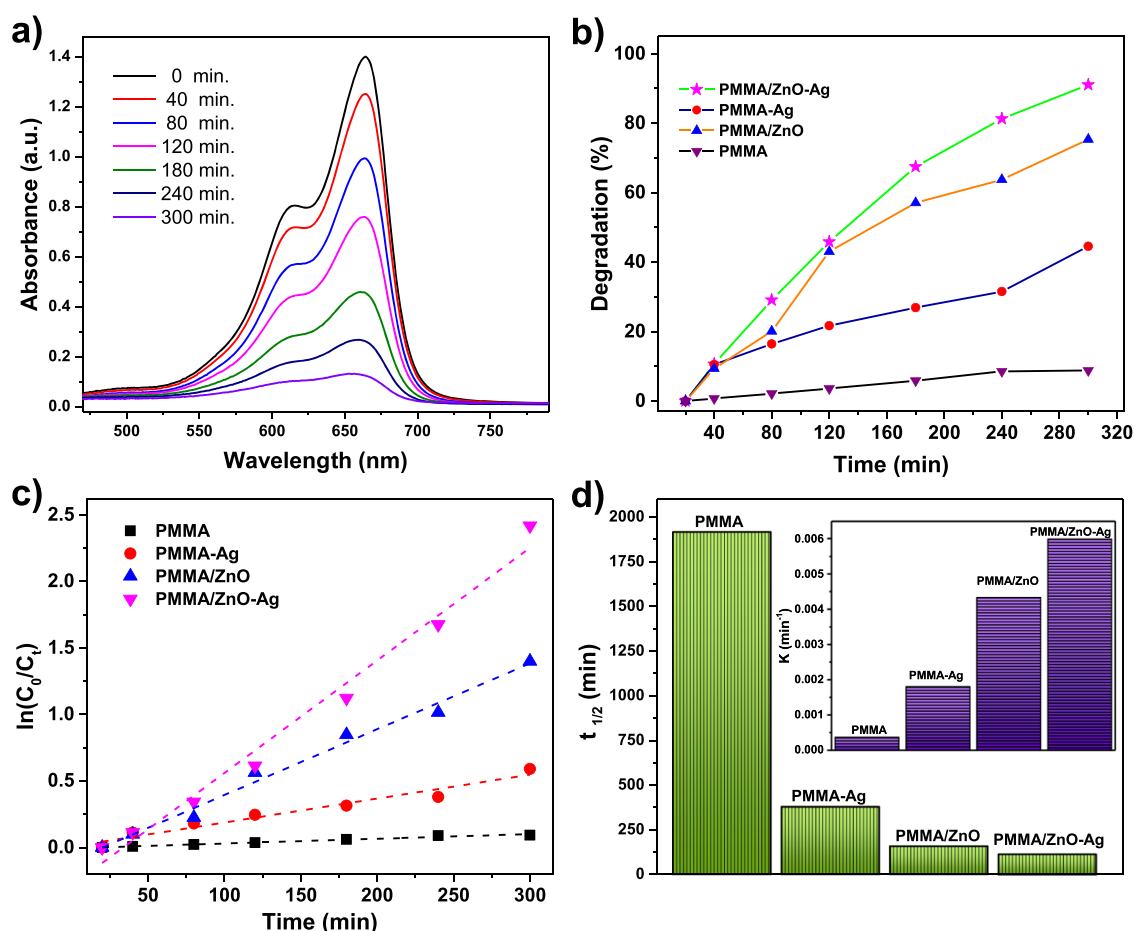 a)
1.4
1.2
1.0
0.8
0.6
0.4
0.2
0.0
Absorbance (a.u.)
0 min.
40 min.
80 min.
120 min.
180 min.
240 min.
300 min.
500
550
600
650
700
750
Wavelength (nm)
b)
100
80
60
40
20
0
Degradation (%)
PMMA/ZnO-Ag
PMMA-Ag
PMMA/ZnO
PMMA
40
80
120
160
200
240
280
320
Time (min)
c)
2.5
2.0
1.5
1.0
0.5
0.0
ln(C0/Ct)
PMMA
PMMA-Ag
PMMA/ZnO
PMMA/ZnO-Ag
50
100
150
200
250
300
Time (min)
d)
2000
1750
1500
1250
1000
750
500
250
0
t 1/2 (min)
PMMA
PMMA-Ag
PMMA/ZnO
PMMA/ZnO-Ag
0.006
0.005
0.004
0.003
0.002
0.001
0.000
K (min-1)
PMMA
PMMA-Ag
PMMA/ZnO
PMMA/ZnO-Ag